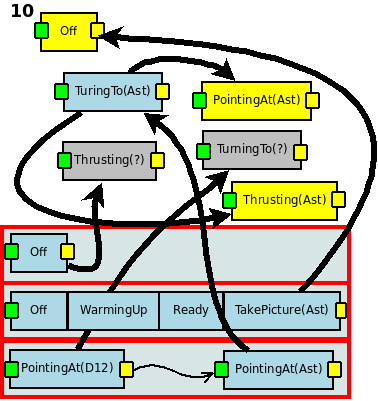 10
Off
TuringTo(Ast)
PointingAt(Ast)
TurningTo(?)
Thrusting(?)
Thrusting(Ast)
Off
Off WarmingUp Ready TakePicture(Ast)
PointingAt(D12) PointingAt(Ast)